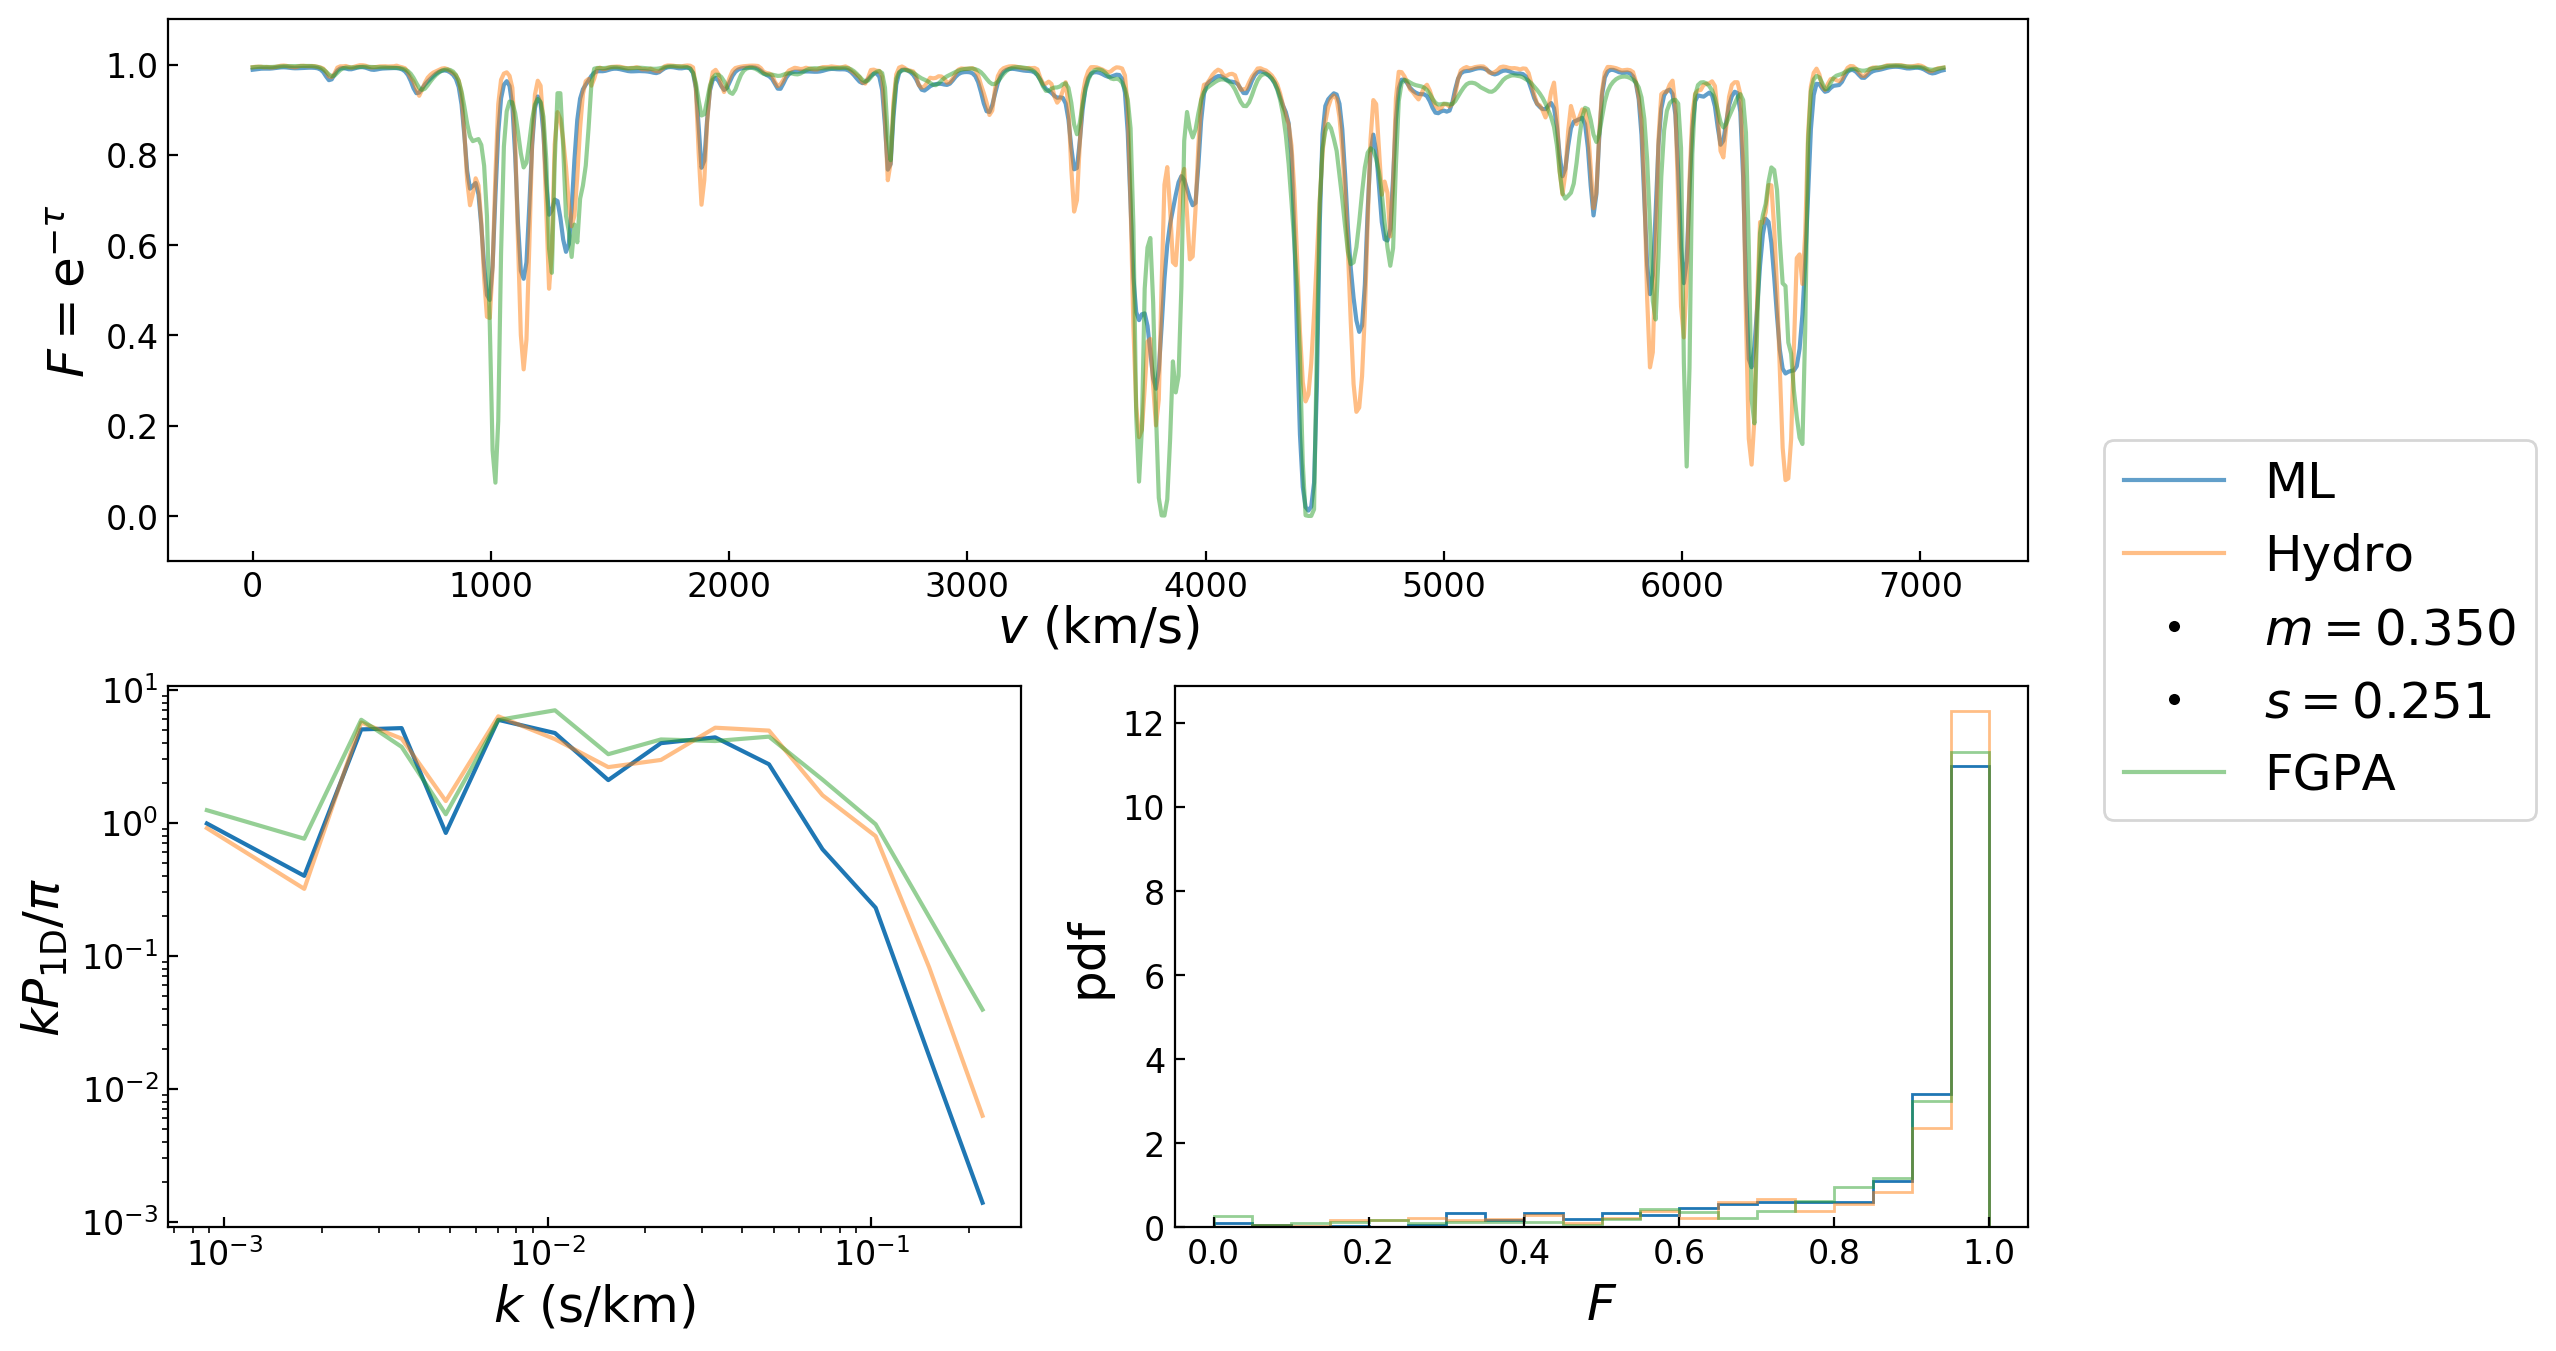 1.0
0.8
0.6
0.4
0.2
0.0
F = e^{−τ}
0 1000 2000 3000 4000 5000 6000 7000
v (km/s)
ML
Hydro
m = 0.350
s = 0.251
FGPA
10^1
10^0
10^{−1}
10^{−2}
10^{−3}
kP_{1D}/π
10^{−3} 10^{−2} 10^{−1}
k (s/km)
12
10
8
6
4
2
0
pdf
0.0 0.2 0.4 0.6 0.8 1.0
F